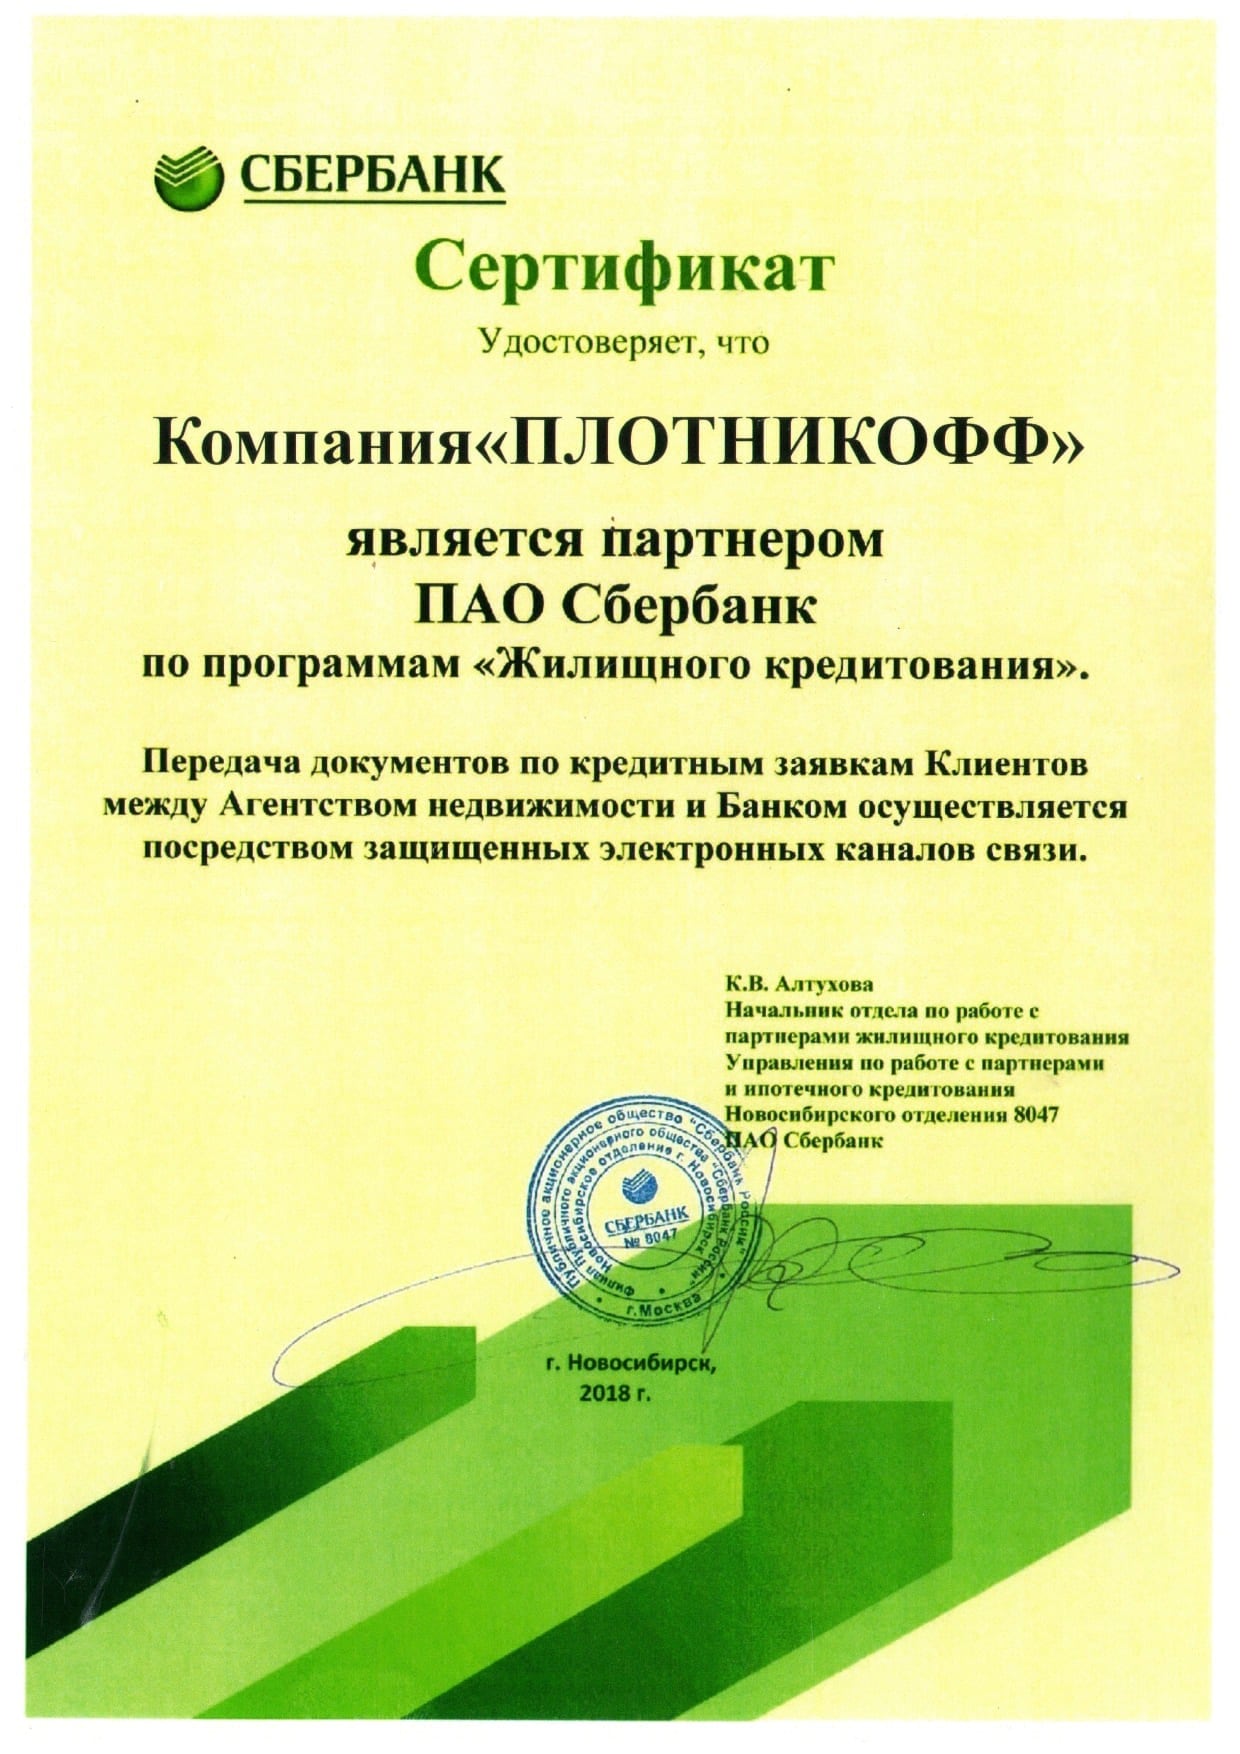 СБЕРБАНК
Сертификат
Удостоверяет, что
Компания«ПЛОТНИКОФФ»
является партнером
ПАО Сбербанк
по программам «Жилищного кредитования».
Передача документов по кредитным заявкам Клиентов
между Агентством недвижимости и Банком осуществляется
посредством защищенных электронных каналов связи.
К.В. Алтухова
Начальник отдела по работе с
партнерами жилищного кредитования
Управления по работе с партнерами
и ипотечного кредитования
Новосибирского отделения 8047
ПАО Сбербанк
Публичное акционерное общество "Сбербанк России"
Филиал Публичного акционерного общества "Сбербанк России"
Новосибирское отделение г. Новосибирск
СБЕРБАНК
№ 8047
г.Москва
г. Новосибирск,
2018 г.